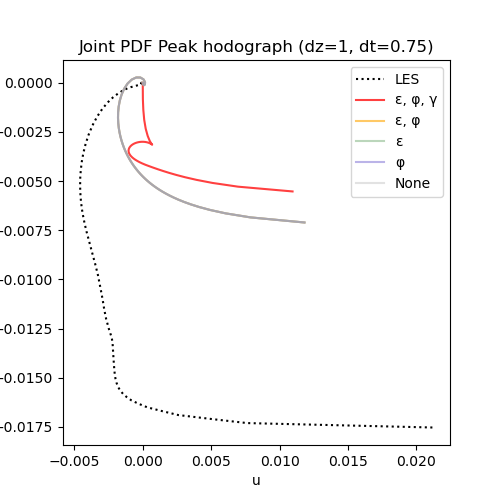 Joint PDF Peak hodograph (dz=1, dt=0.75)
LES
ε, φ, γ
ε, φ
ε
φ
None
0.0000
−0.0025
−0.0050
−0.0075
−0.0100
−0.0125
−0.0150
−0.0175
−0.005 0.000 0.005 0.010 0.015 0.020
u